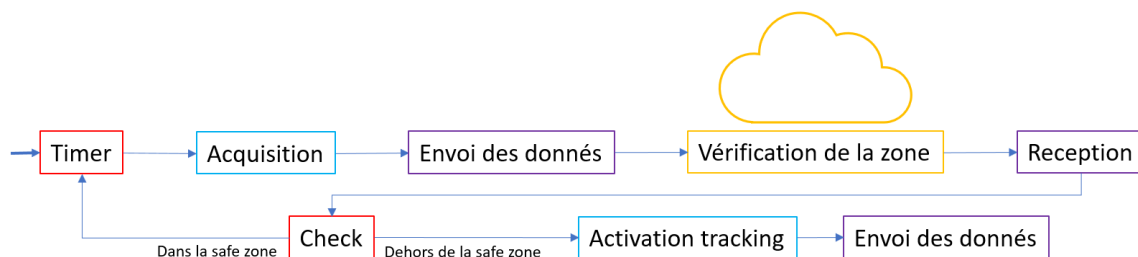 Timer
Acquisition
Envoi des donnés
Vérification de la zone
Reception
Dans la safe zone
Check
Dehors de la safe zone
Activation tracking
Envoi des donnés